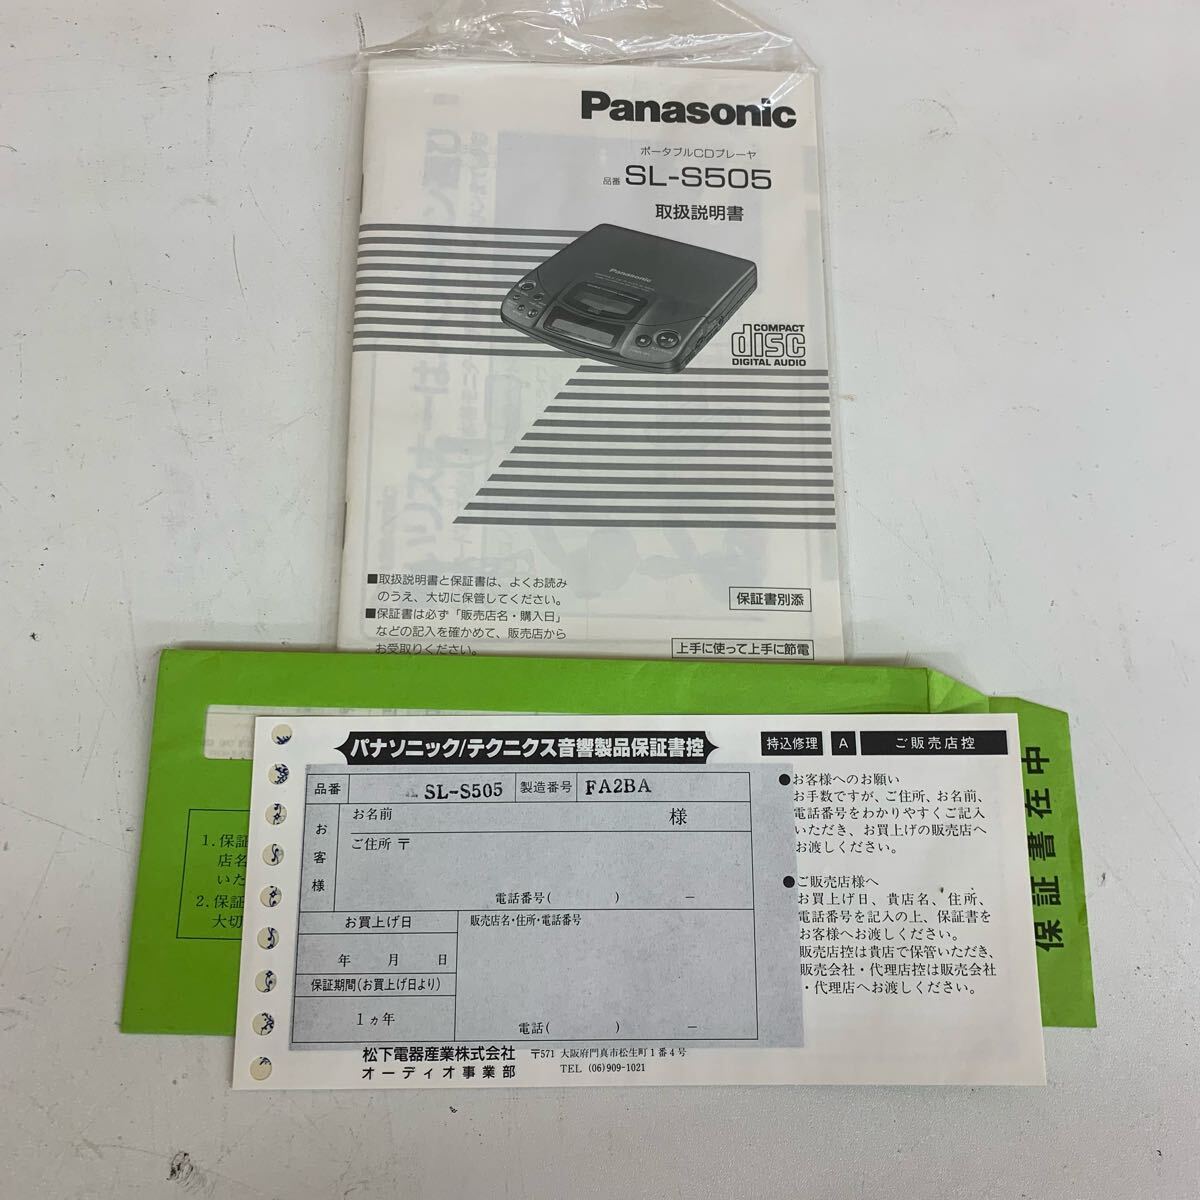 Panasonic
ポータブルCDプレーヤ
品番 SL-S505
取扱説明書
Panasonic
COMPACT
disc
DIGITAL AUDIO
■取扱説明書と保証書は、よくお読み
のうえ、大切に保管してください。
■保証書は必ず「販売店名・購入日」
などの記入を確かめて、販売店から
お受取りください。
保証書別添
上手に使って上手に節電
保証書在中
1.保証
店名
いた
2.保証
大切
パナソニック/テクニクス音響製品保証書控
持込修理
A
ご販売店控
品番 SL-S505 製造番号 FA2BA
お客様
お名前 様
ご住所 〒
電話番号( ) −
お買上げ日
年 月 日
保証期間(お買上げ日より)
1ヵ年
販売店名・住所・電話番号
電話( ) −
松下電器産業株式会社
オーディオ事業部
〒571 大阪府門真市松生町1番4号
TEL (06)909-1021
●お客様へのお願い
お手数ですが、ご住所、お名前、
電話番号をわかりやすくご記入
いただき、お買上げの販売店へ
お渡しください。
●ご販売店様へ
お買上げ日、貴店名、住所、
電話番号を記入の上、保証書を
お客様へお渡しください。
販売店控は貴店で保管いただき、
販売会社・代理店控は販売会社
・代理店へお渡しください。